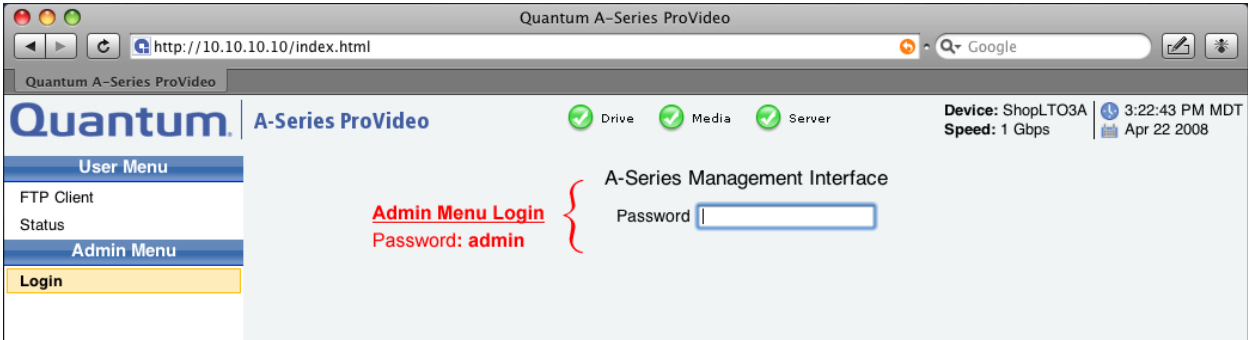 Quantum A-Series ProVideo
http://10.10.10.10/index.html
Google
Quantum A-Series ProVideo
Quantum.
A-Series ProVideo
Drive
Media
Server
Device: ShopLTO3A
Speed: 1 Gbps
3:22:43 PM MDT
Apr 22 2008
User Menu
FTP Client
Status
Admin Menu
Login
A-Series Management Interface
Password
Admin Menu Login
Password: admin